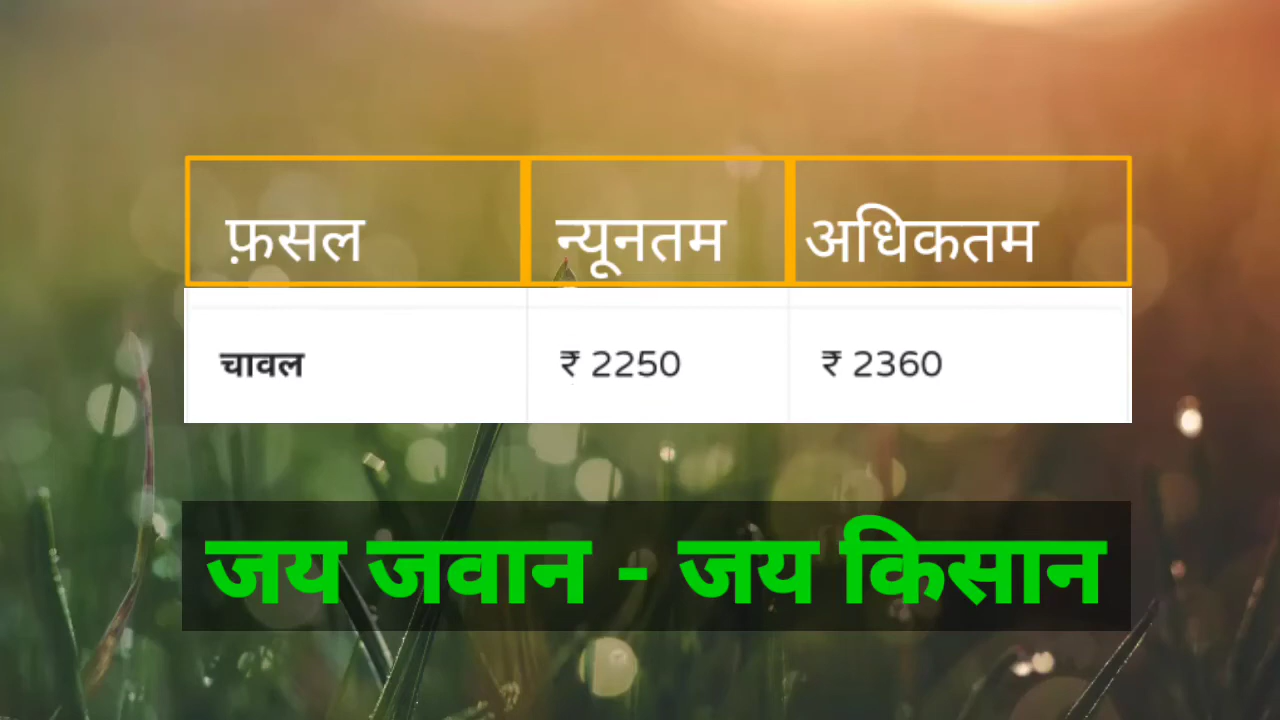 फ़सल न्यूनतम अधिकतम
चावल ₹ 2250 ₹ 2360
जय जवान - जय किसान